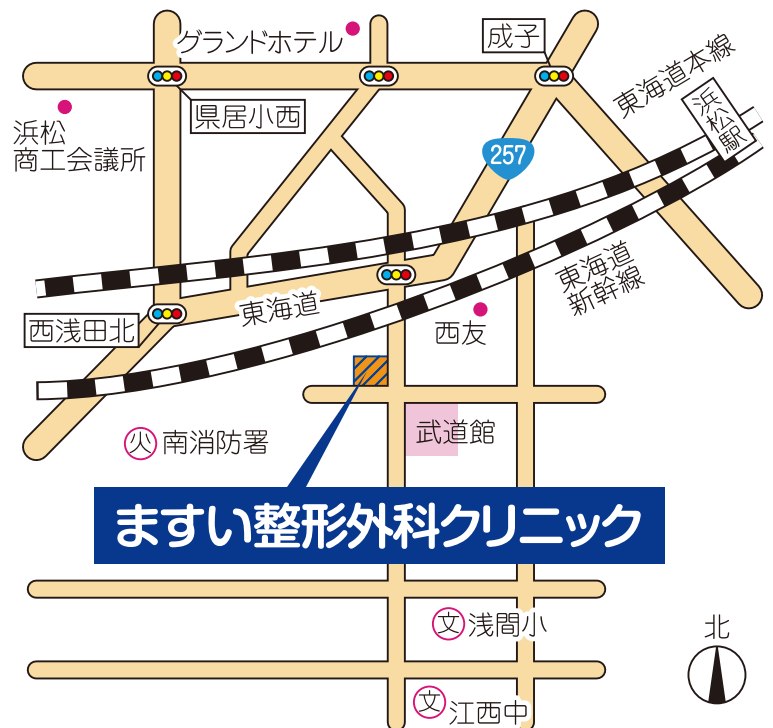 グランドホテル
成子
東海道本線
浜松駅
県居小西
浜松
商工会議所
257
東海道
新幹線
東海道
西浅田北
西友
火
南消防署
武道館
ますい整形外科クリニック
文
浅間小
北
文
江西中